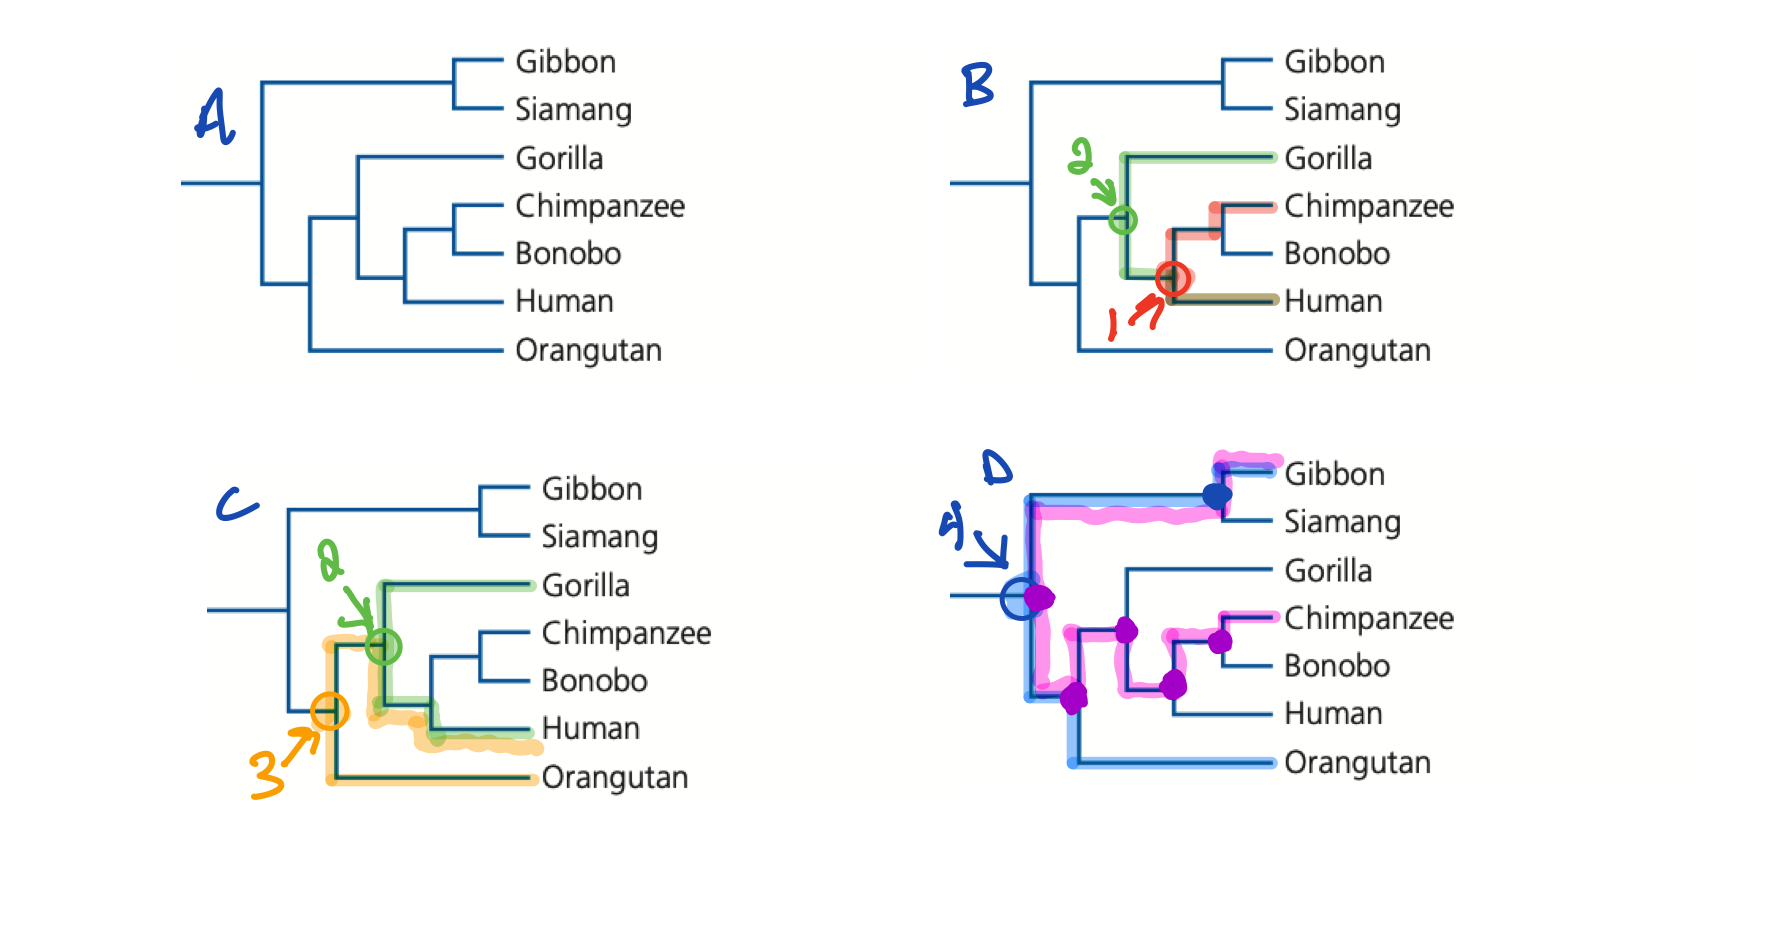 A
Gibbon
Siamang
Gorilla
Chimpanzee
Bonobo
Human
Orangutan
B
Gibbon
Siamang
2
Gorilla
Chimpanzee
Bonobo
1
Human
Orangutan
C
Gibbon
Siamang
2
Gorilla
Chimpanzee
Bonobo
Human
3
Orangutan
D
Gibbon
4
Siamang
Gorilla
Chimpanzee
Bonobo
Human
Orangutan